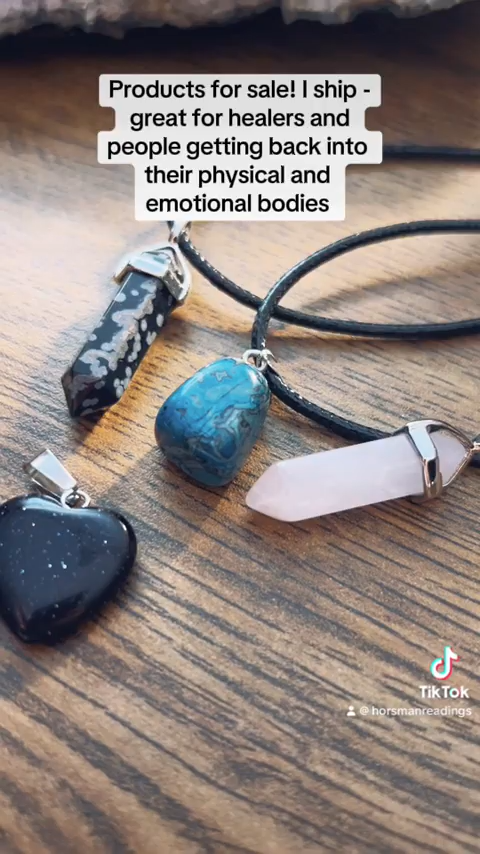 Products for sale! I ship -
great for healers and
people getting back into
their physical and
emotional bodies
TikTok
@horsmanreadings